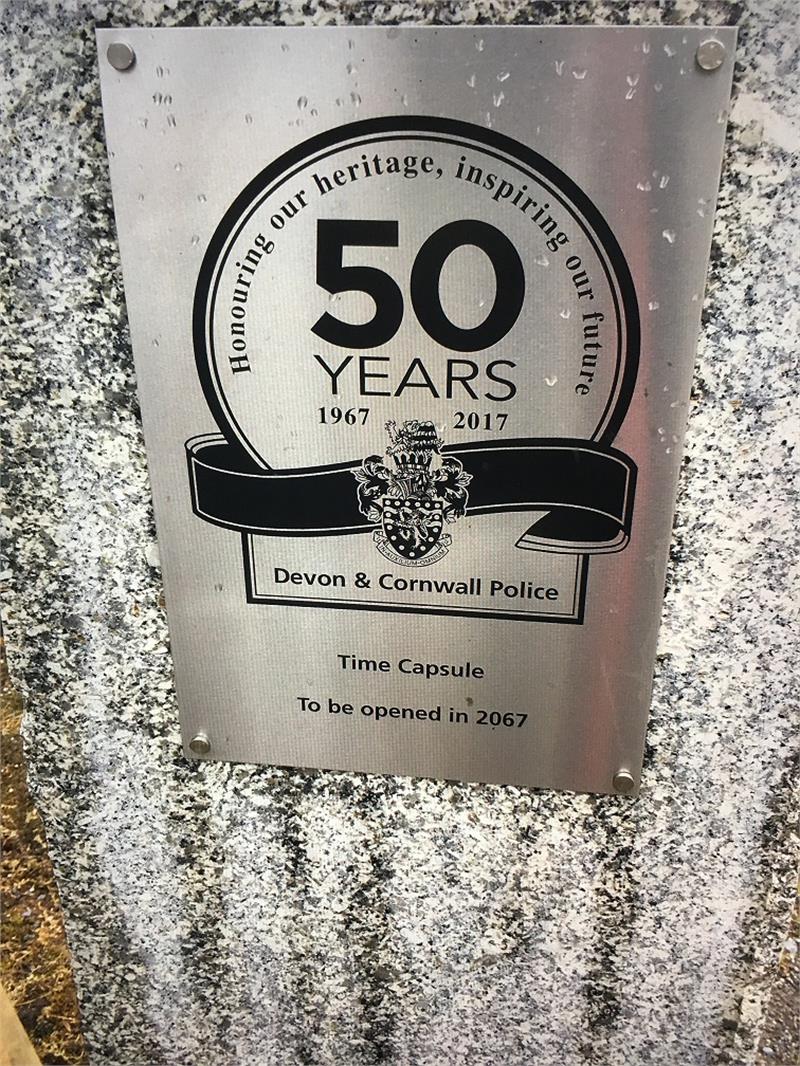 Honouring our heritage, inspiring our future
50
YEARS
1967 2017
Devon & Cornwall Police
Time Capsule
To be opened in 2067